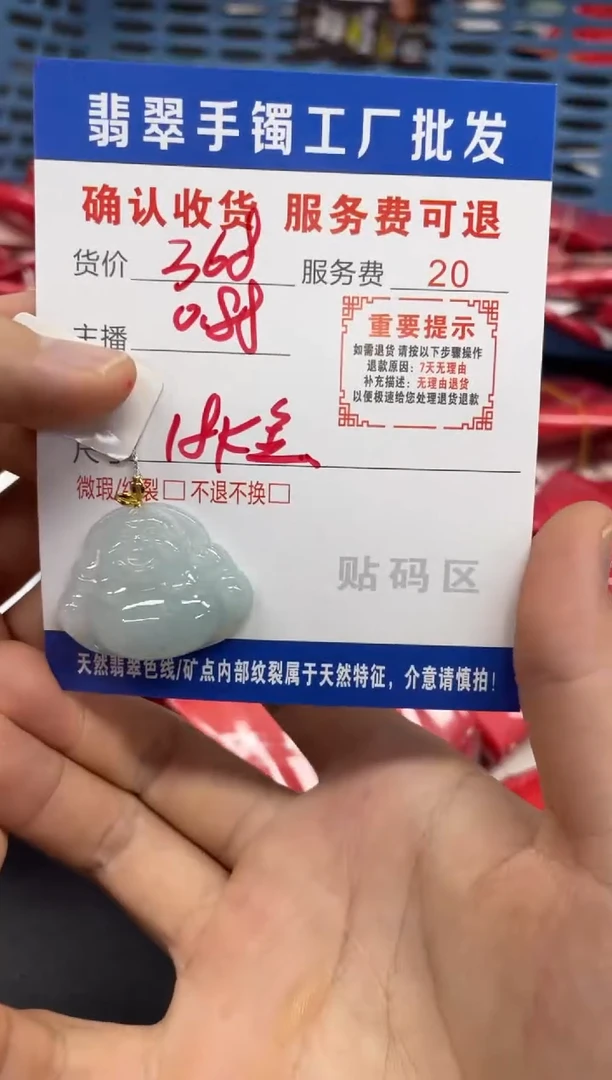 翡翠手镯工厂批发
确认收货 服务费可退
货价 368 服务费 20
主播
重要提示
如需退货 请按以下步骤操作
退款原因：7天无理由
补充描述：无理由退货
以便极速给您处理退货退款
18K金
微瑕/纹裂□ 不退不换□
贴码区
天然翡翠色线/矿点内部纹裂属于天然特征，介意请慎拍！